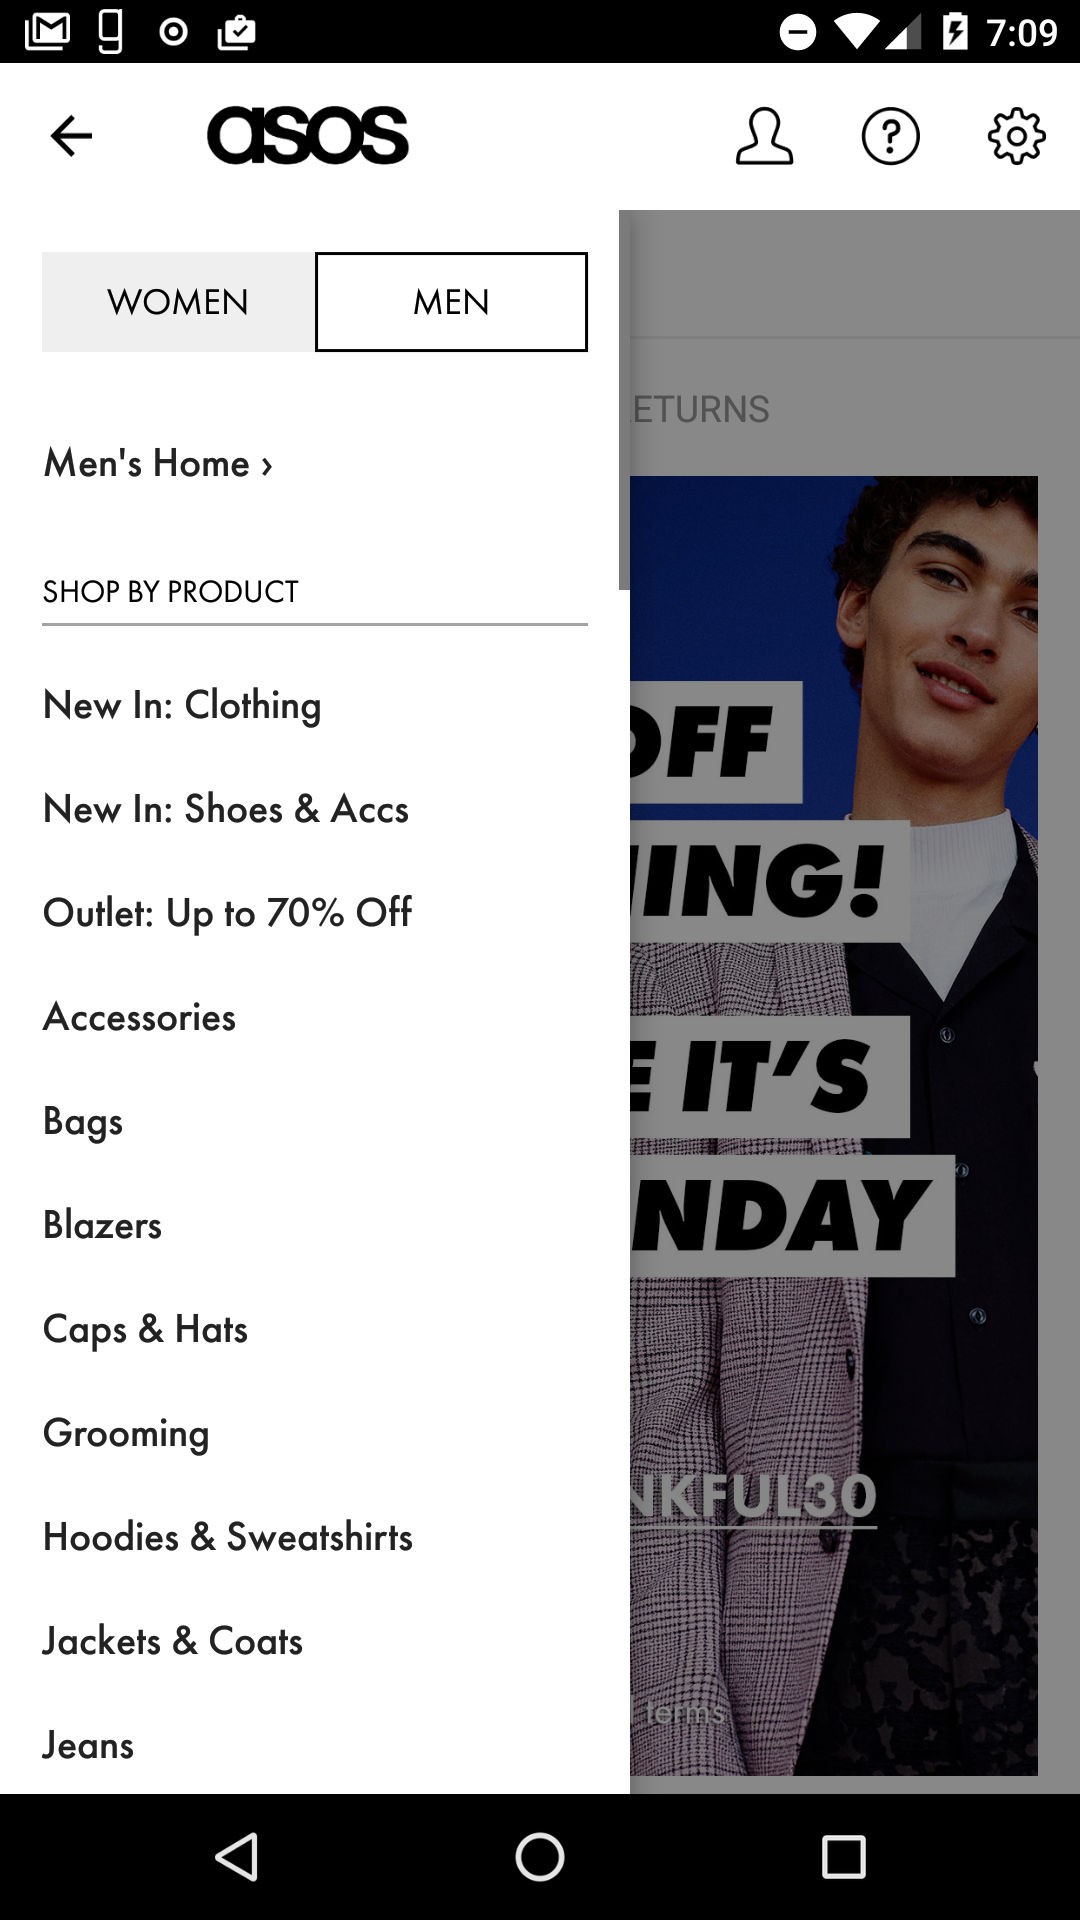 7:09
asos
WOMEN
MEN
Men's Home ›
SHOP BY PRODUCT
New In: Clothing
New In: Shoes & Accs
Outlet: Up to 70% Off
Accessories
Bags
Blazers
Caps & Hats
Grooming
Hoodies & Sweatshirts
Jackets & Coats
Jeans
ETURNS
OFF
ING!
E IT’S
NDAY
NKFUL30
terms